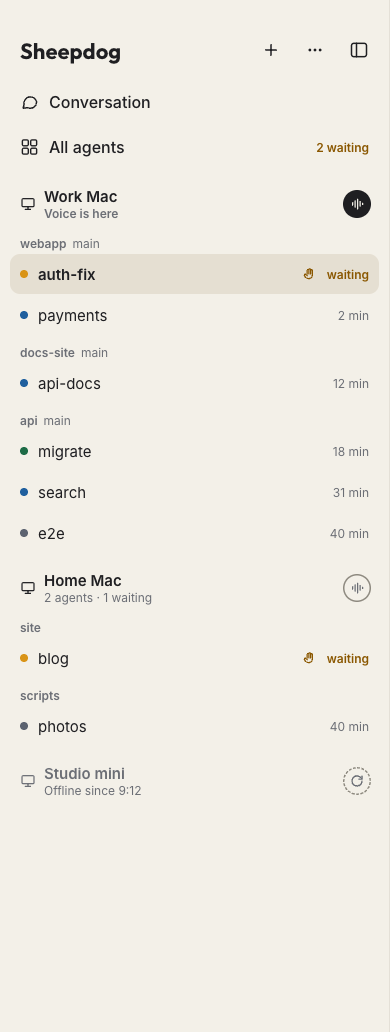 Sheepdog
Conversation
All agents 2 waiting
Work Mac
Voice is here
webapp main
auth-fix waiting
payments 2 min
docs-site main
api-docs 12 min
api main
migrate 18 min
search 31 min
e2e 40 min
Home Mac
2 agents · 1 waiting
site
blog waiting
scripts
photos 40 min
Studio mini
Offline since 9:12